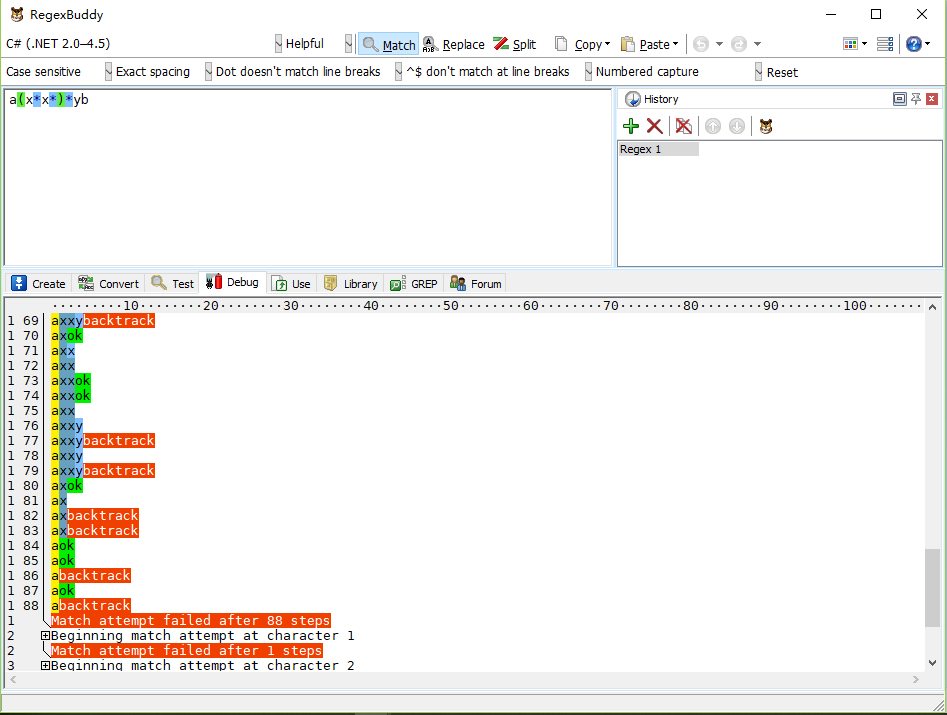 RegexBuddy
C# (.NET 2.0–4.5) Helpful Match Replace Split Copy Paste
Case sensitive Exact spacing Dot doesn't match line breaks ^$ don't match at line breaks Numbered capture Reset
a(x*x*)*yb
History
Regex 1
Create Convert Test Debug Use Library GREP Forum
········10········20········30········40········50········60········70········80········90········100·······
1 69 axxybacktrack
1 70 axok
1 71 axx
1 72 axx
1 73 axxok
1 74 axxok
1 75 axx
1 76 axxy
1 77 axxybacktrack
1 78 axxy
1 79 axxybacktrack
1 80 axok
1 81 ax
1 82 axbacktrack
1 83 axbacktrack
1 84 aok
1 85 aok
1 86 abacktrack
1 87 aok
1 88 abacktrack
1 Match attempt failed after 88 steps
2 Beginning match attempt at character 1
2 Match attempt failed after 1 steps
3 Beginning match attempt at character 2